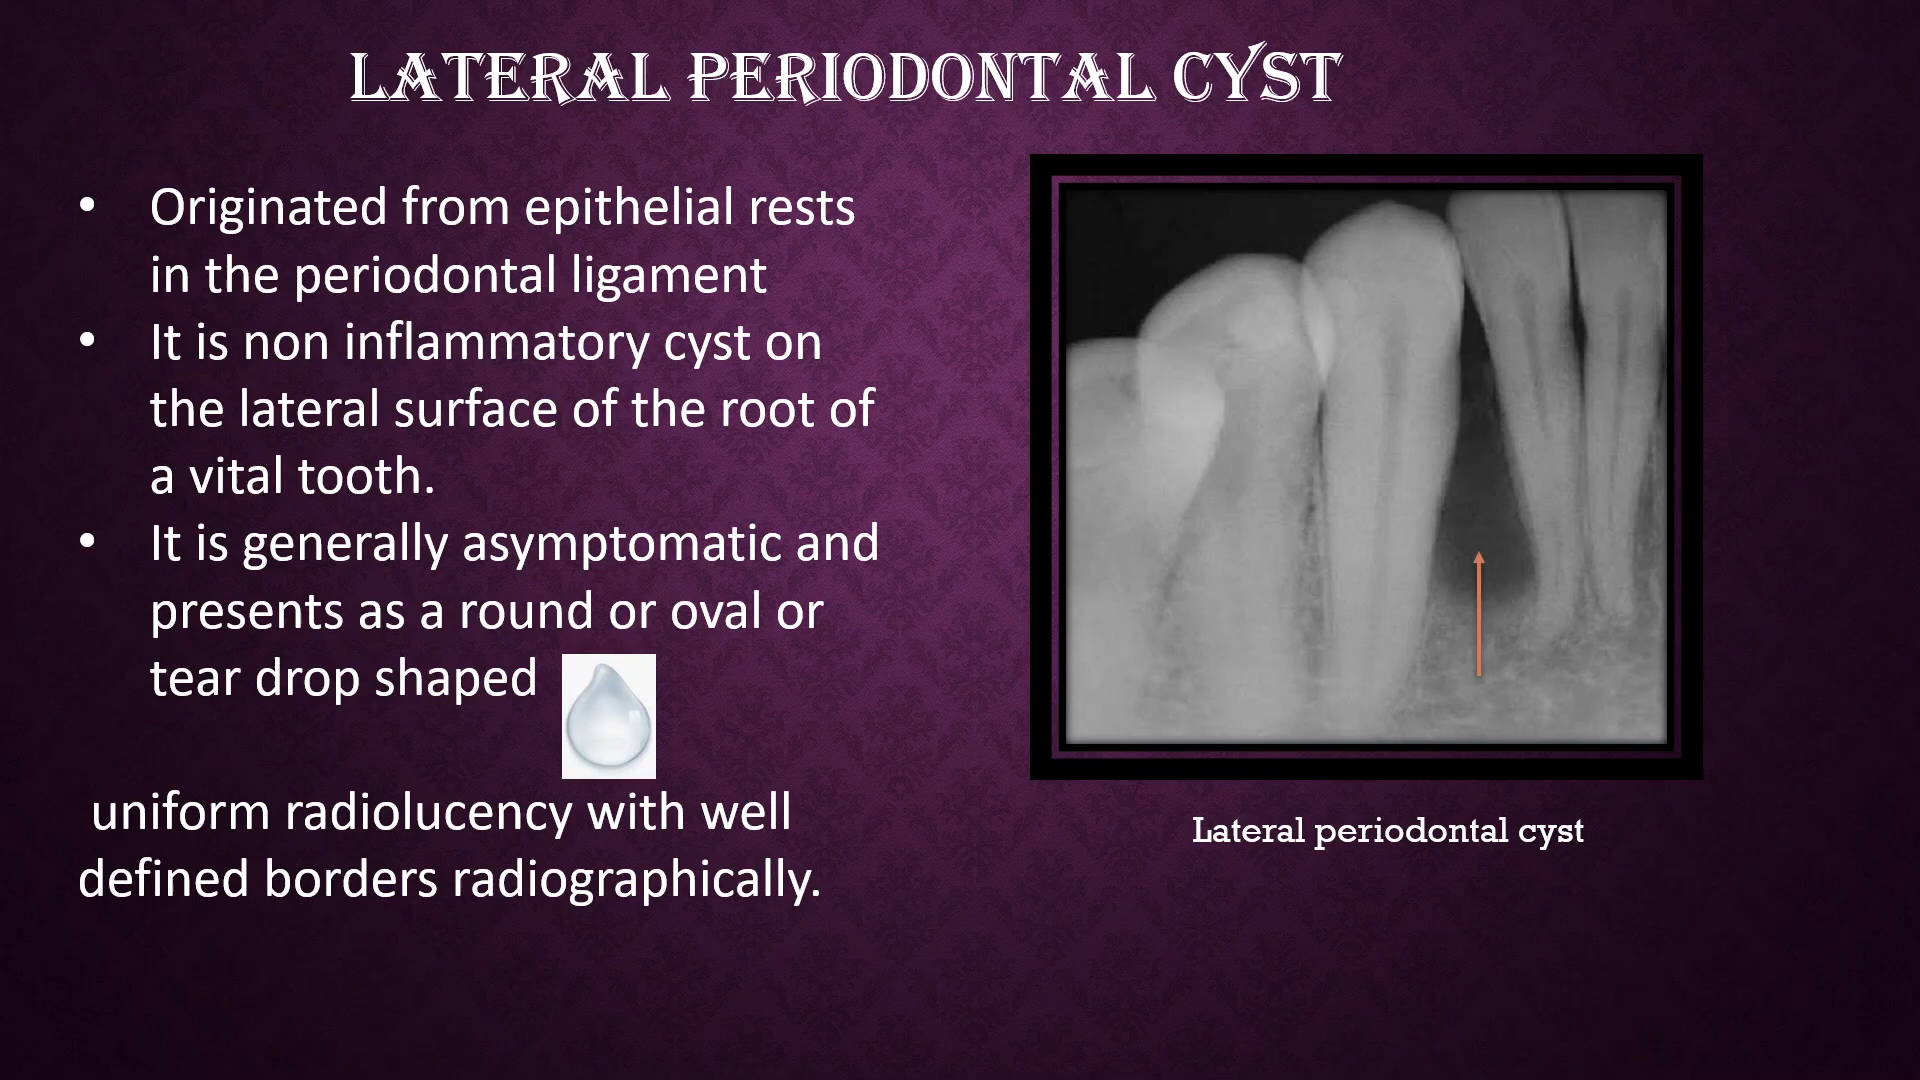 LATERAL PERIODONTAL CYST
• Originated from epithelial rests
in the periodontal ligament
• It is non inflammatory cyst on
the lateral surface of the root of
a vital tooth.
• It is generally asymptomatic and
presents as a round or oval or
tear drop shaped
uniform radiolucency with well
defined borders radiographically.
Lateral periodontal cyst